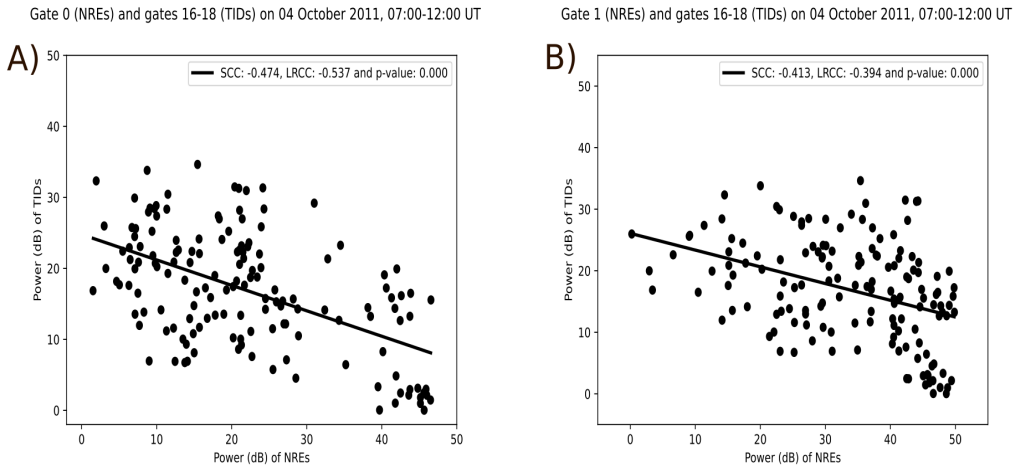 Gate 0 (NREs) and gates 16-18 (TIDs) on 04 October 2011, 07:00-12:00 UT
A)
SCC: -0.474, LRCC: -0.537 and p-value: 0.000
Power (dB) of TIDs
50
40
30
20
10
0
0 10 20 30 40 50
Power (dB) of NREs
Gate 1 (NREs) and gates 16-18 (TIDs) on 04 October 2011, 07:00-12:00 UT
B)
SCC: -0.413, LRCC: -0.394 and p-value: 0.000
Power (dB) of TIDs
50
40
30
20
10
0
0 10 20 30 40 50
Power (dB) of NREs